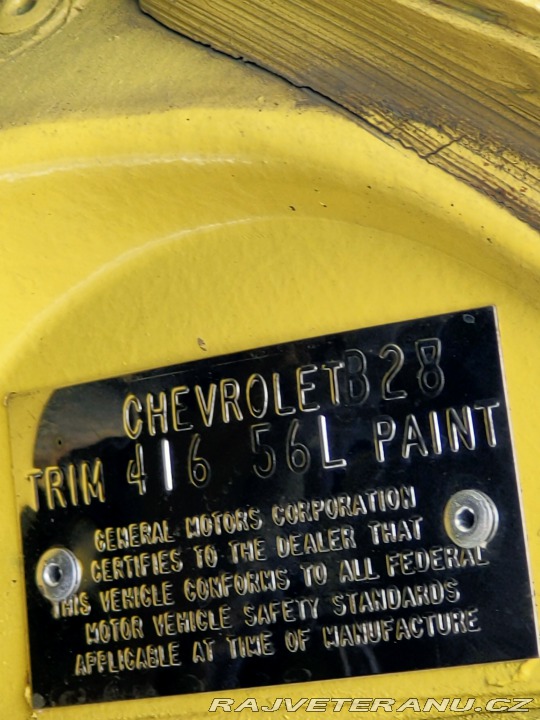 CHEVROLET B28
TRIM 416 56L PAINT
GENERAL MOTORS CORPORATION
CERTIFIES TO THE DEALER THAT
THIS VEHICLE CONFORMS TO ALL FEDERAL
MOTOR VEHICLE SAFETY STANDARDS
APPLICABLE AT TIME OF MANUFACTURE
RAJVETERANU.CZ